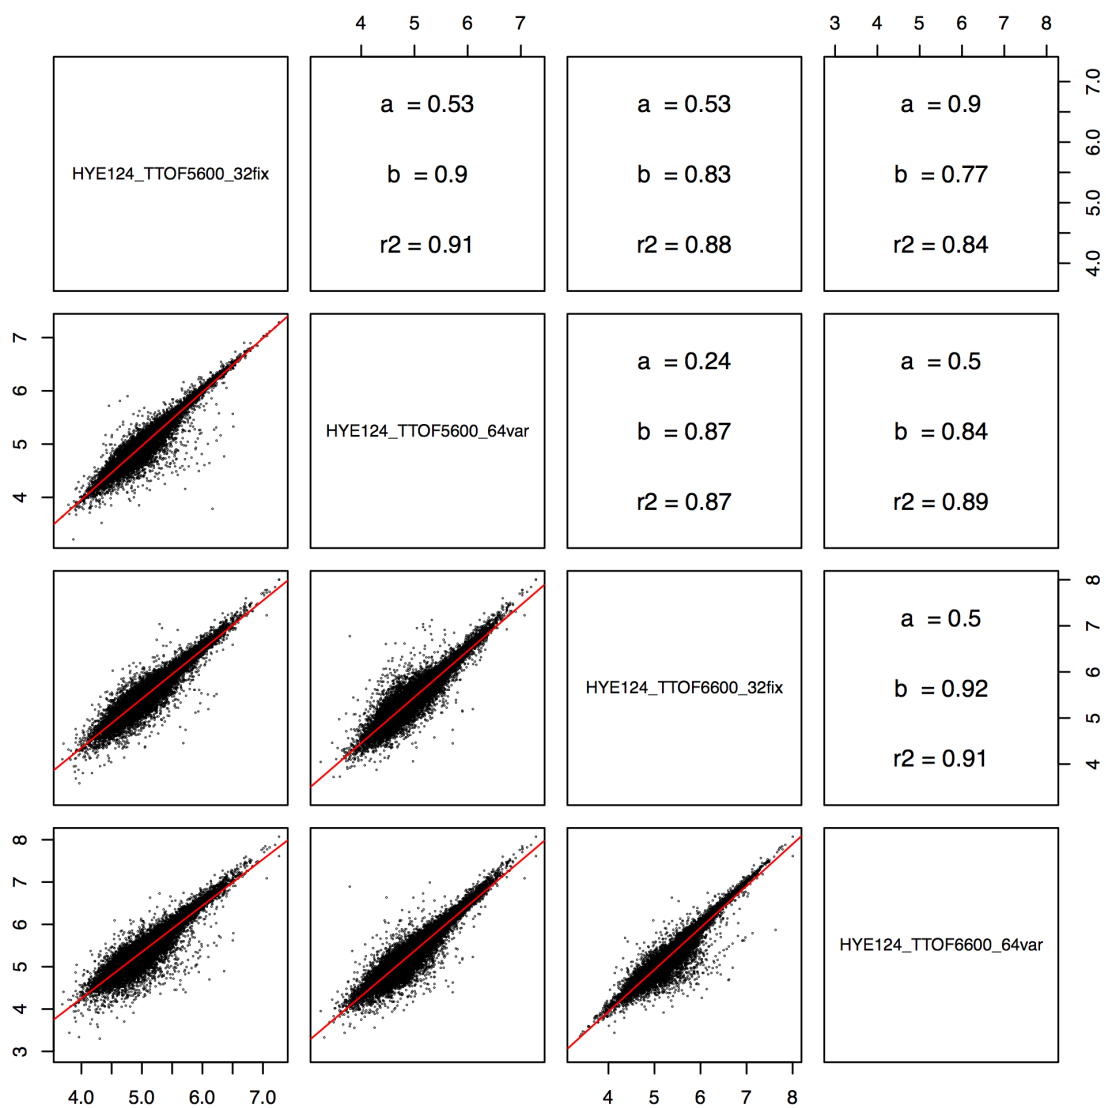 4 5 6 7
3 4 5 6 7 8
HYE124_TTOF5600_32fix
a = 0.53
b = 0.9
r2 = 0.91
a = 0.53
b = 0.83
r2 = 0.88
a = 0.9
b = 0.77
r2 = 0.84
7.0
6.0
5.0
4.0
7
6
5
4
HYE124_TTOF5600_64var
a = 0.24
b = 0.87
r2 = 0.87
a = 0.5
b = 0.84
r2 = 0.89
HYE124_TTOF6600_32fix
a = 0.5
b = 0.92
r2 = 0.91
8
7
6
5
4
8
7
6
5
4
3
HYE124_TTOF6600_64var
4.0 5.0 6.0 7.0
4 5 6 7 8